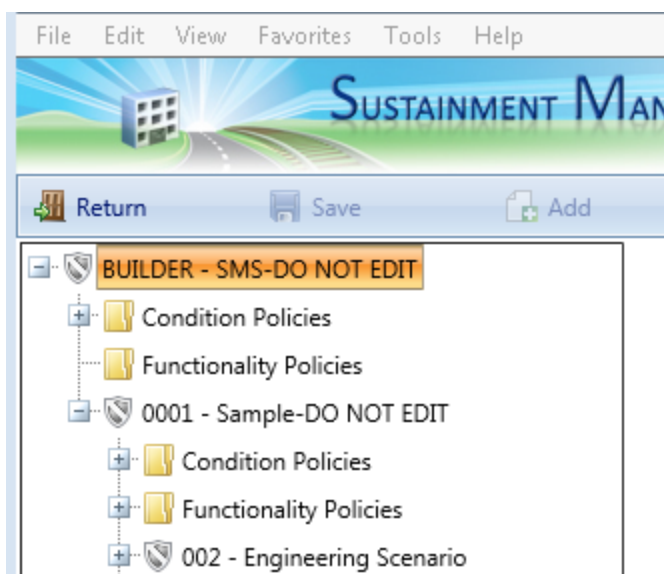 File Edit View Favorites Tools Help
SUSTAINMENT MAN
Return Save Add
BUILDER - SMS-DO NOT EDIT
Condition Policies
Functionality Policies
0001 - Sample-DO NOT EDIT
Condition Policies
Functionality Policies
002 - Engineering Scenario